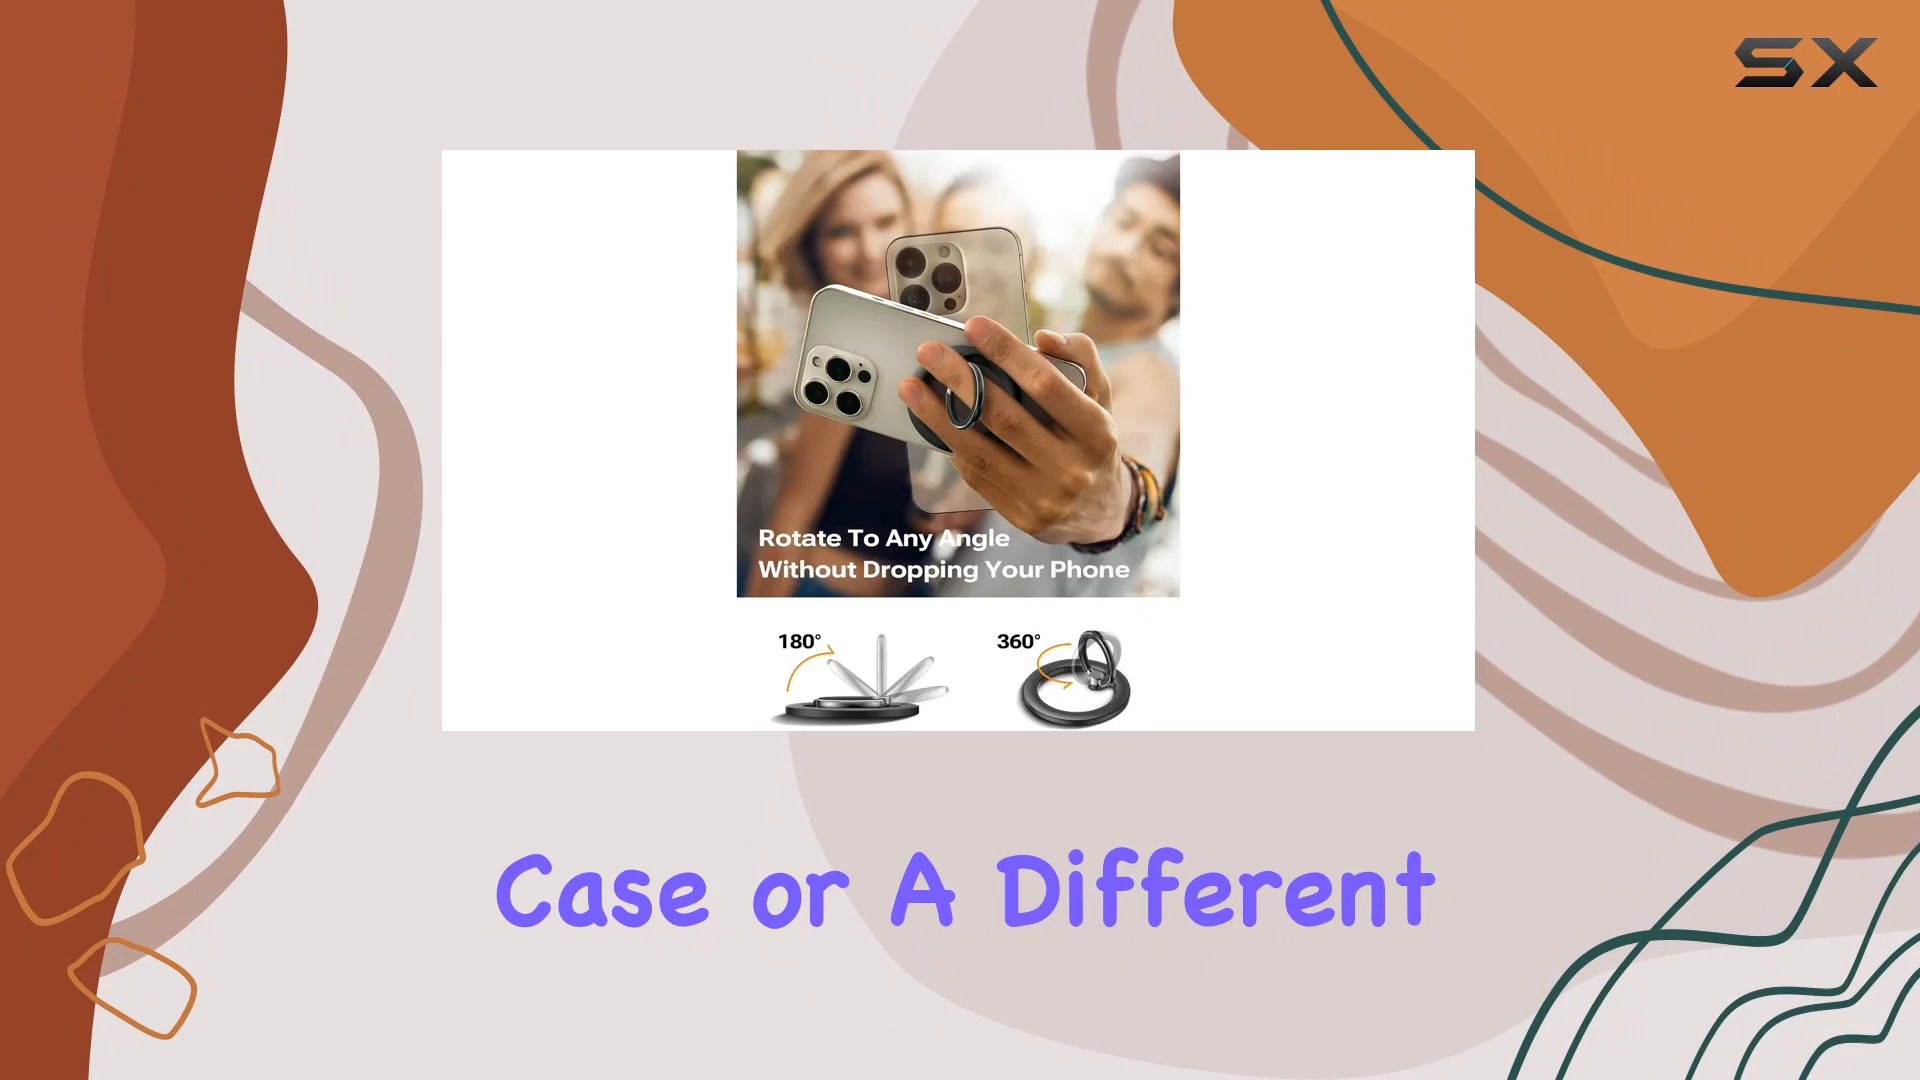 SX
Rotate To Any Angle
Without Dropping Your Phone
180°
360°
Case or A Different